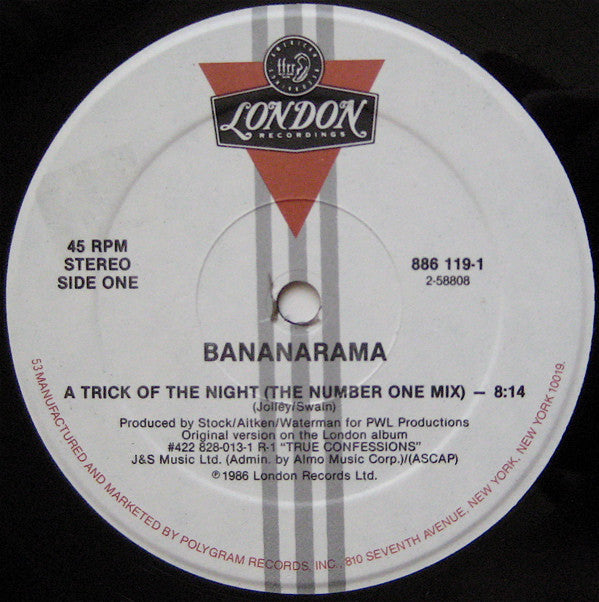 AMERICAN
ffrr
RECORDINGS
LONDON
RECORDINGS
45 RPM
STEREO
SIDE ONE
886 119-1
2-58808
BANANARAMA
A TRICK OF THE NIGHT (THE NUMBER ONE MIX) — 8:14
(Jolley/Swain)
Produced by Stock/Aitken/Waterman for PWL Productions
Original version on the London album
#422 828-013-1 R-1 "TRUE CONFESSIONS"
J&S Music Ltd. (Admin. by Almo Music Corp.)/(ASCAP)
℗1986 London Records Ltd.
53 MANUFACTURED AND MARKETED BY POLYGRAM RECORDS, INC., 810 SEVENTH AVENUE, NEW YORK, NEW YORK 10019.